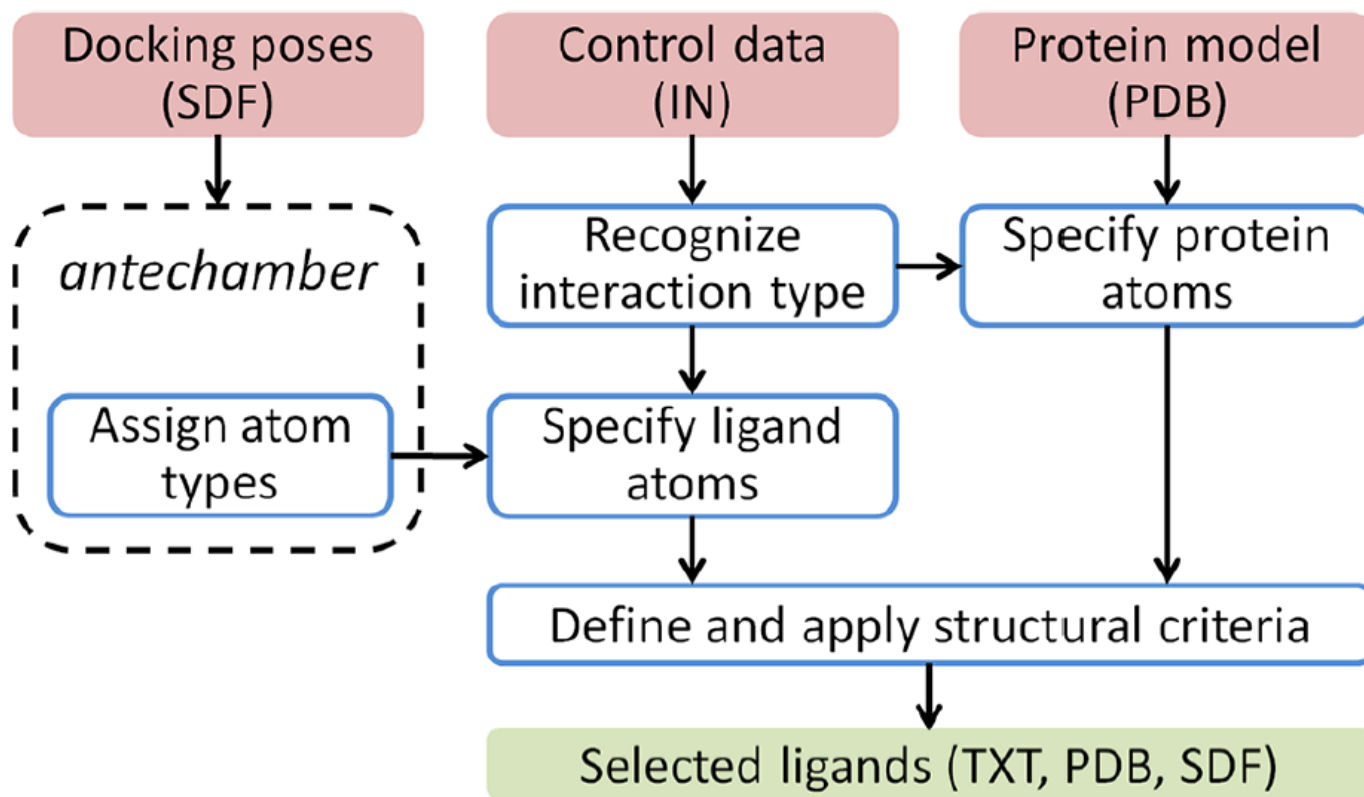 Docking poses
(SDF)
Control data
(IN)
Protein model
(PDB)
antechamber
Recognize
interaction type
Specify protein
atoms
Assign atom
types
Specify ligand
atoms
Define and apply structural criteria
Selected ligands (TXT, PDB, SDF)